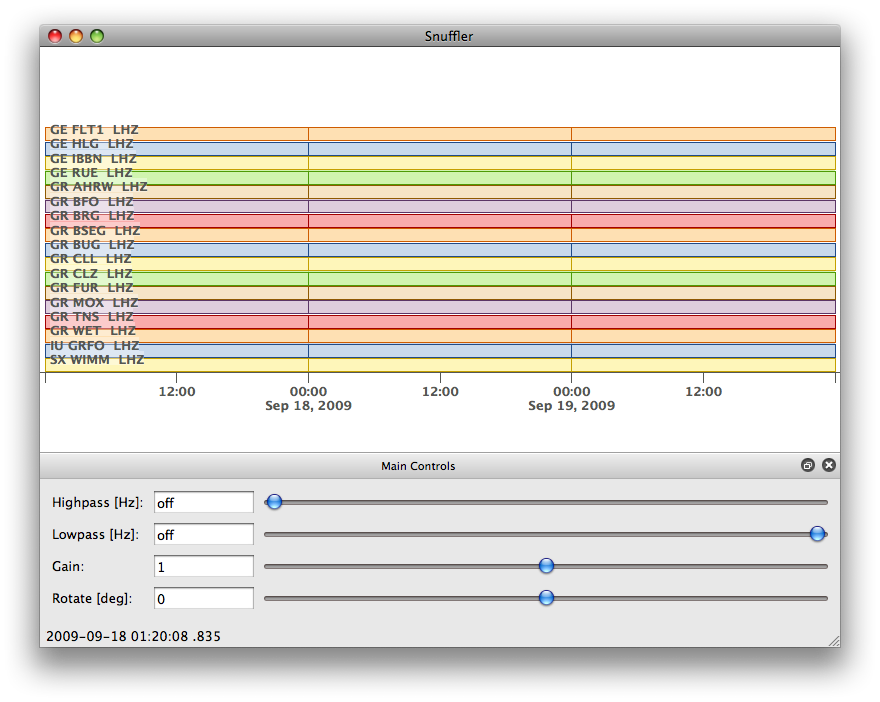 Snuffler
GE FLT1 LHZ
GE HLG LHZ
GE IBBN LHZ
GE RUE LHZ
GR AHRW LHZ
GR BFO LHZ
GR BRG LHZ
GR BSEG LHZ
GR BUG LHZ
GR CLL LHZ
GR CLZ LHZ
GR FUR LHZ
GR MOX LHZ
GR TNS LHZ
GR WET LHZ
IU GRFO LHZ
SX WIMM LHZ
12:00 00:00 12:00 00:00 12:00
Sep 18, 2009 Sep 19, 2009
Main Controls
Highpass [Hz]: off
Lowpass [Hz]: off
Gain: 1
Rotate [deg]: 0
2009-09-18 01:20:08 .835